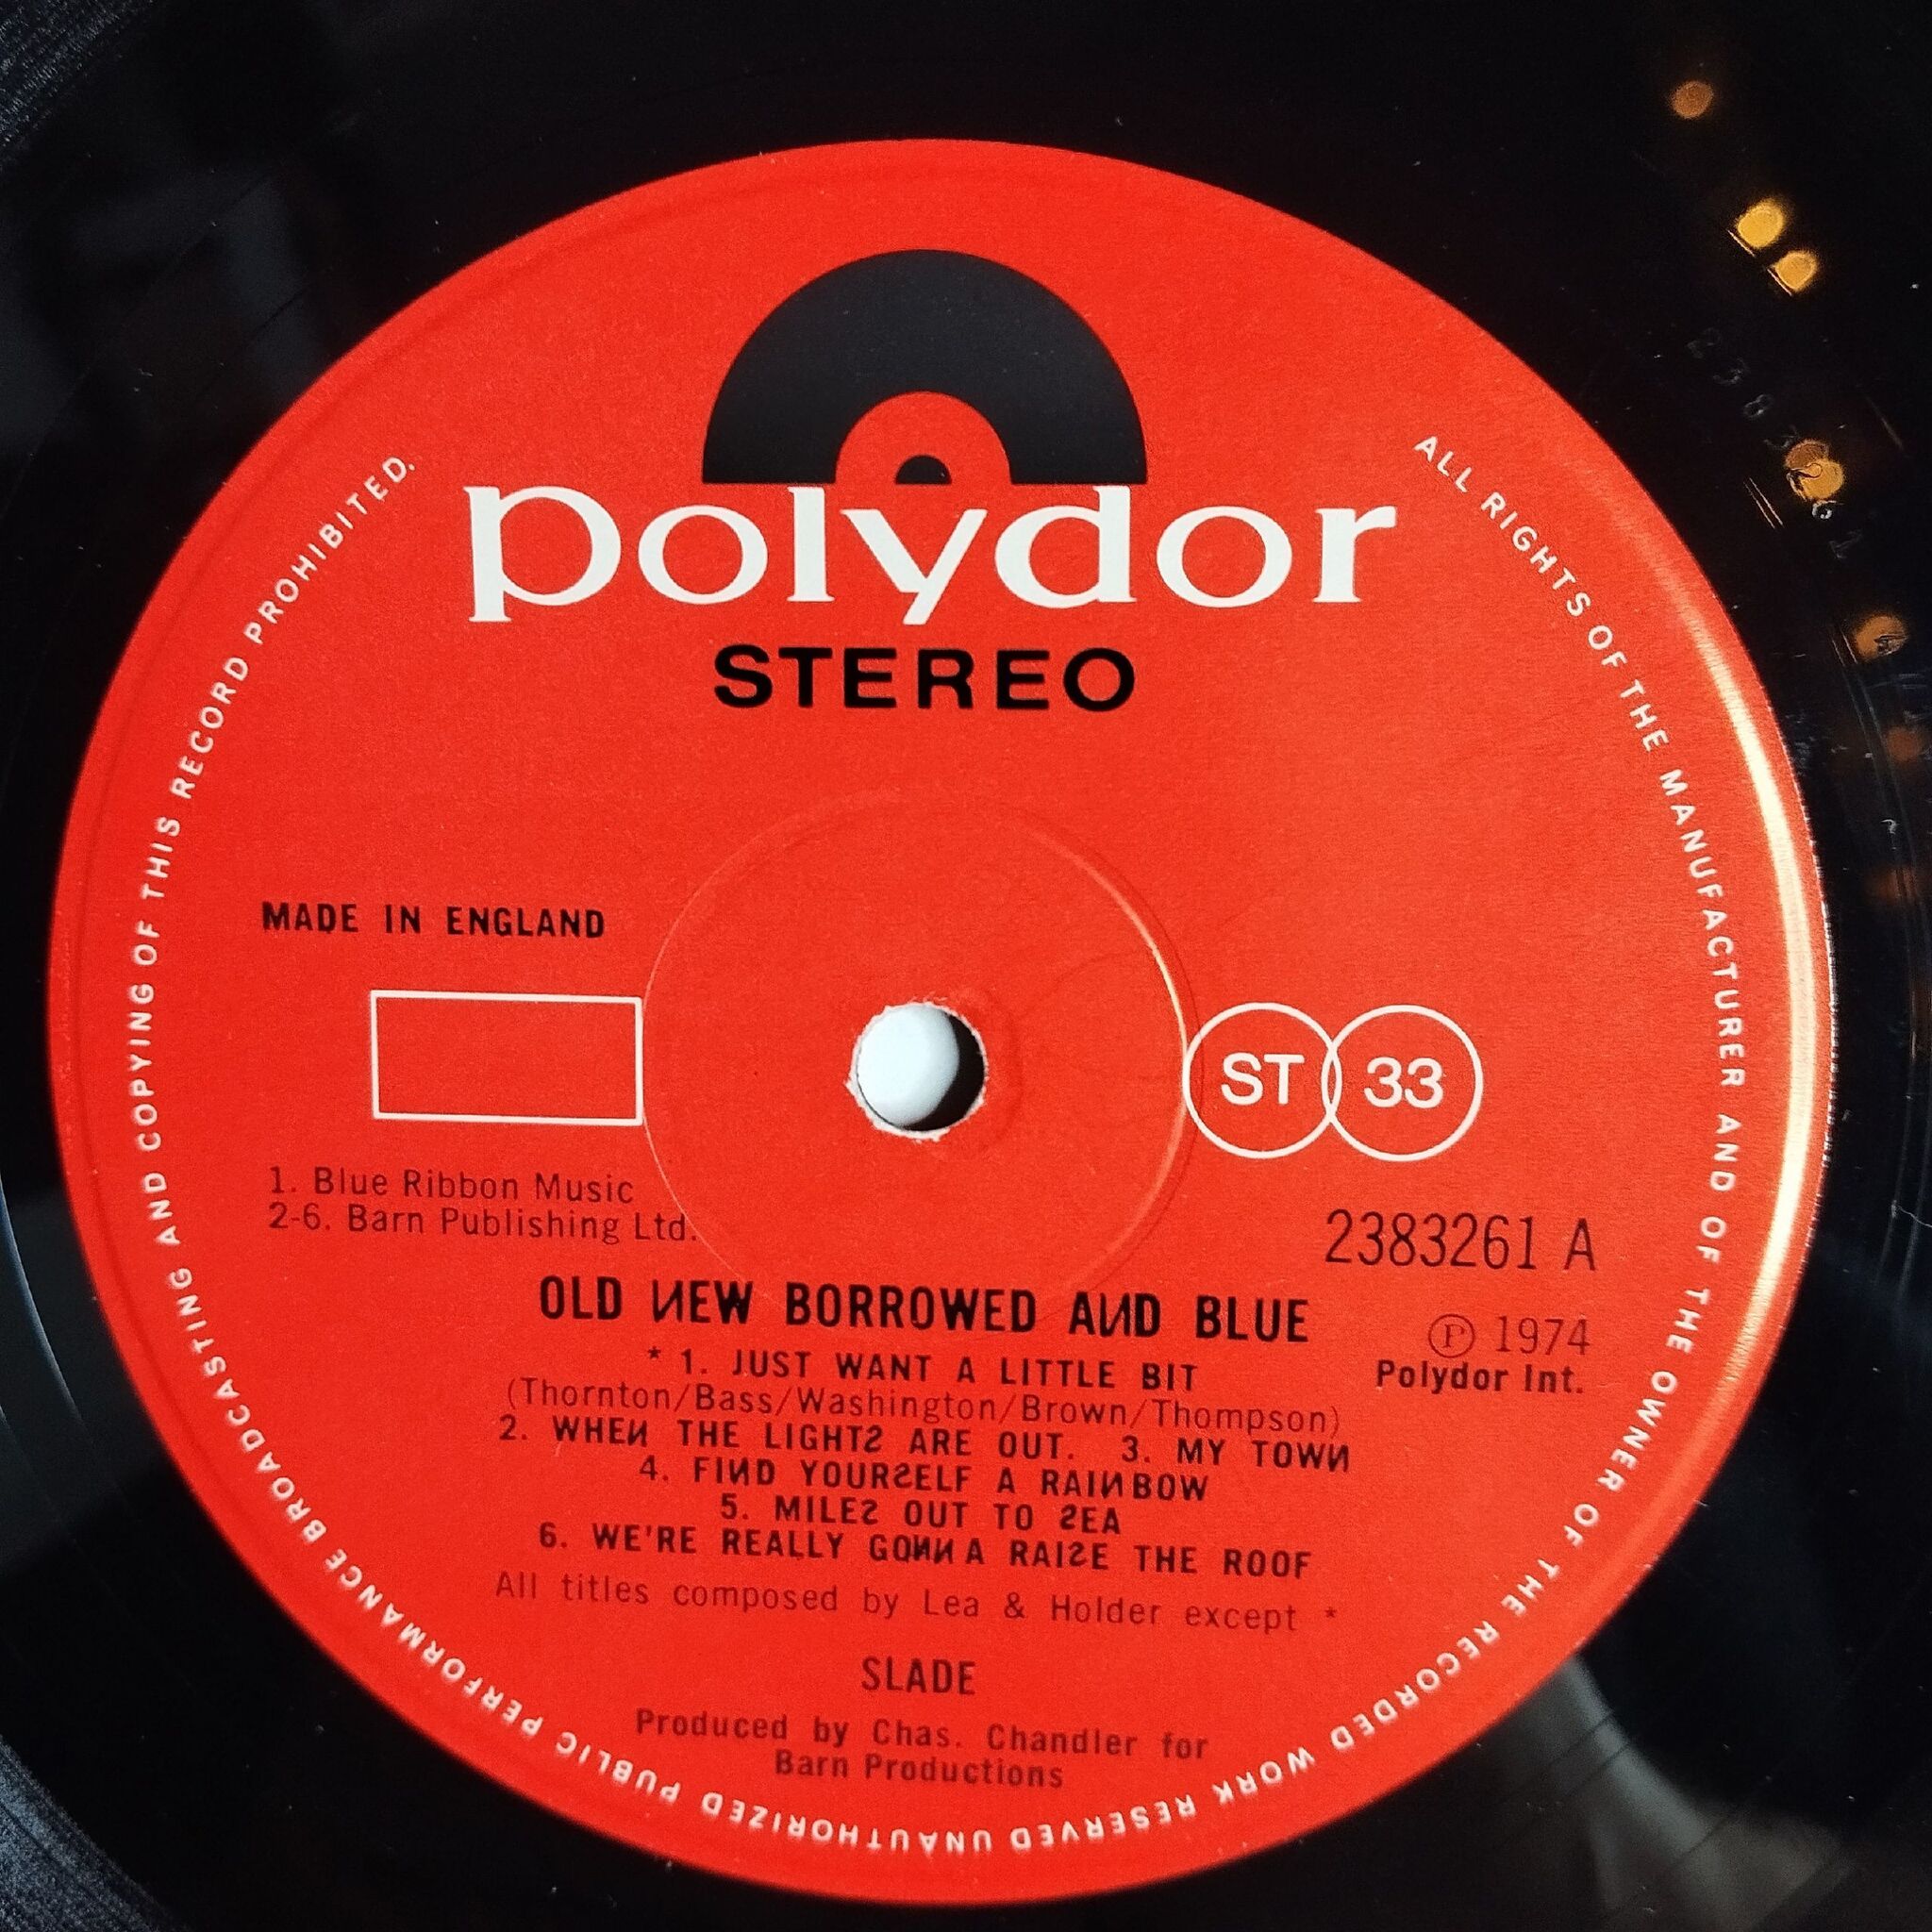 polydor
STEREO
ALL RIGHTS OF THE MANUFACTURER AND OF THE OWNER OF THE RECORDED WORK RESERVED UNAUTHORIZED PUBLIC PERFORMANCE BROADCASTING AND COPYING OF THIS RECORD PROHIBITED.
MADE IN ENGLAND
ST 33
1. Blue Ribbon Music
2-6. Barn Publishing Ltd.
2383261 A
OLD NEW BORROWED AND BLUE
℗ 1974
Polydor Int.
* 1. JUST WANT A LITTLE BIT
(Thornton/Bass/Washington/Brown/Thompson)
2. WHEN THE LIGHTS ARE OUT. 3. MY TOWN
4. FIND YOURSELF A RAINBOW
5. MILES OUT TO SEA
6. WE'RE REALLY GONNA RAISE THE ROOF
All titles composed by Lea & Holder except *
SLADE
Produced by Chas. Chandler for
Barn Productions
2383261